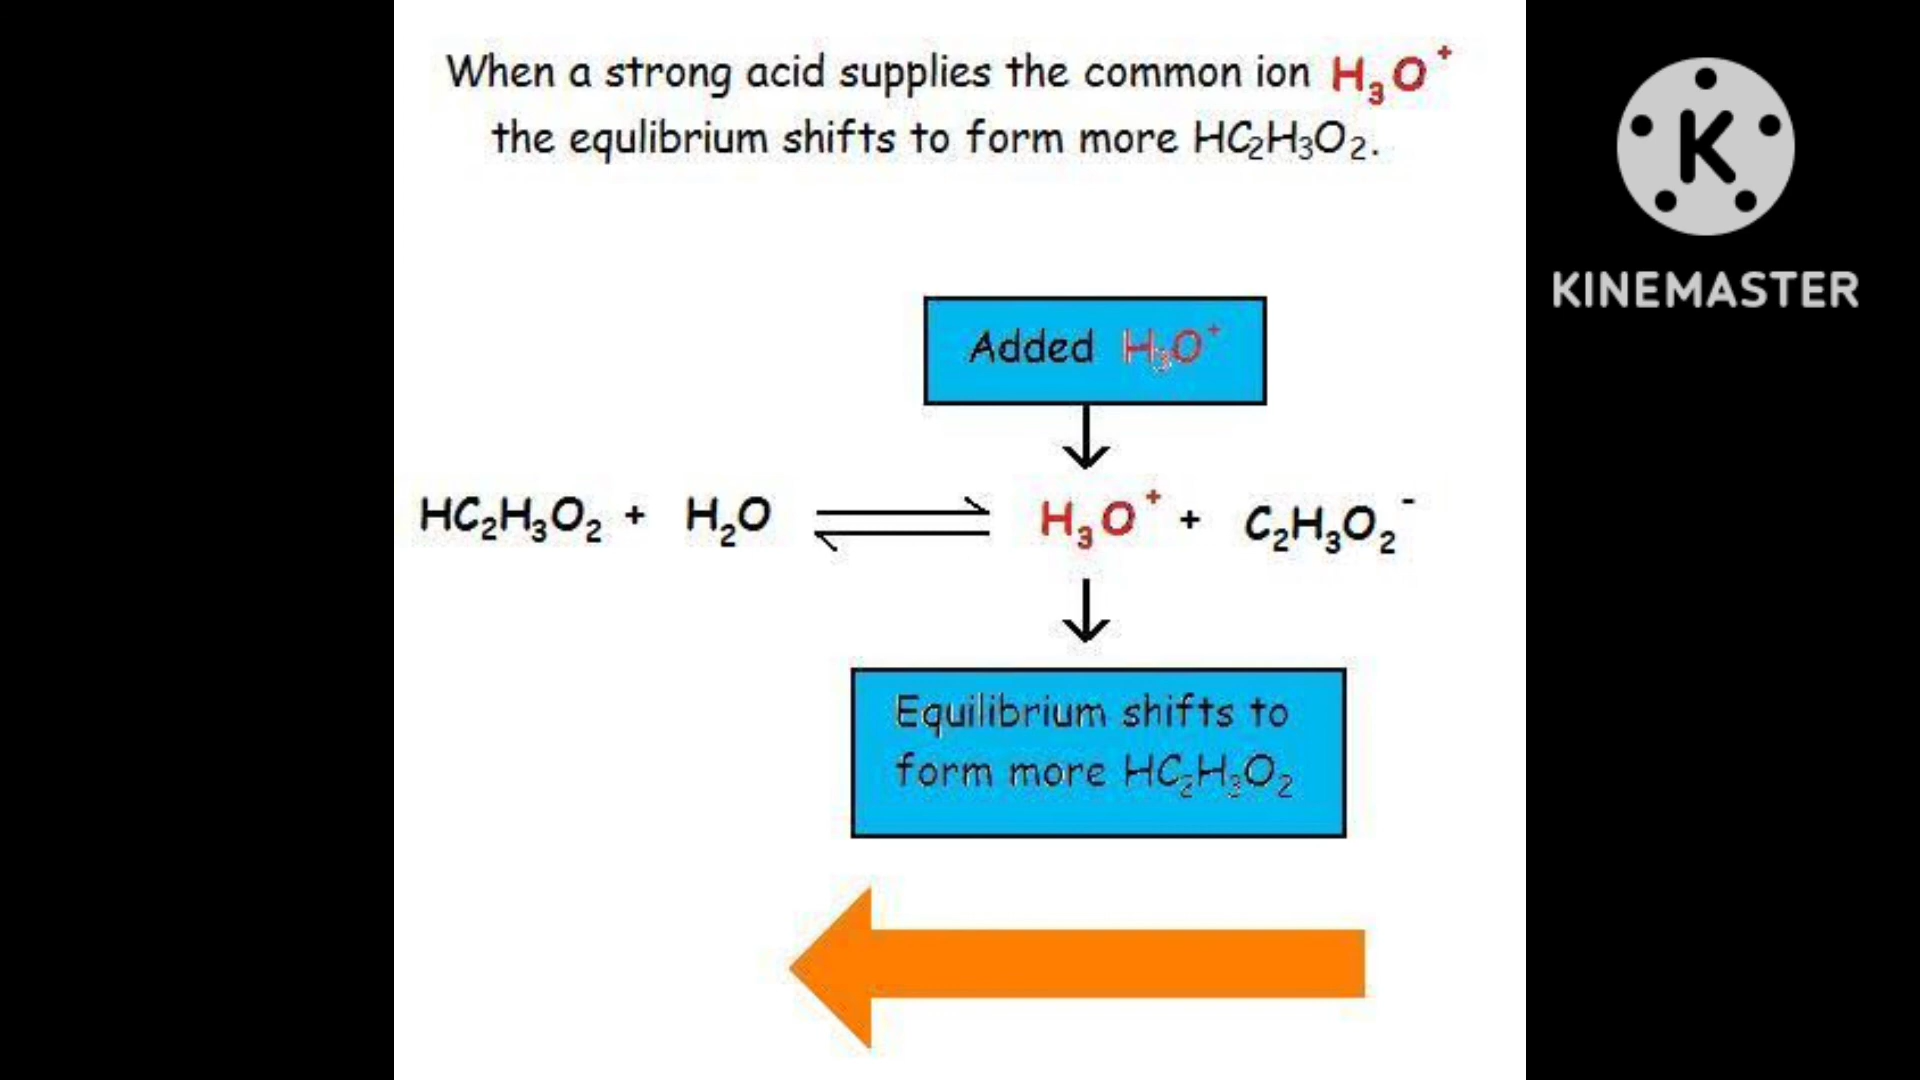 When a strong acid supplies the common ion H₃O⁺
the equlibrium shifts to form more HC₂H₃O₂.
K
KINEMASTER
Added H₃O⁺
HC₂H₃O₂ + H₂O ⇌ H₃O⁺ + C₂H₃O₂⁻
Equilibrium shifts to
form more HC₂H₃O₂